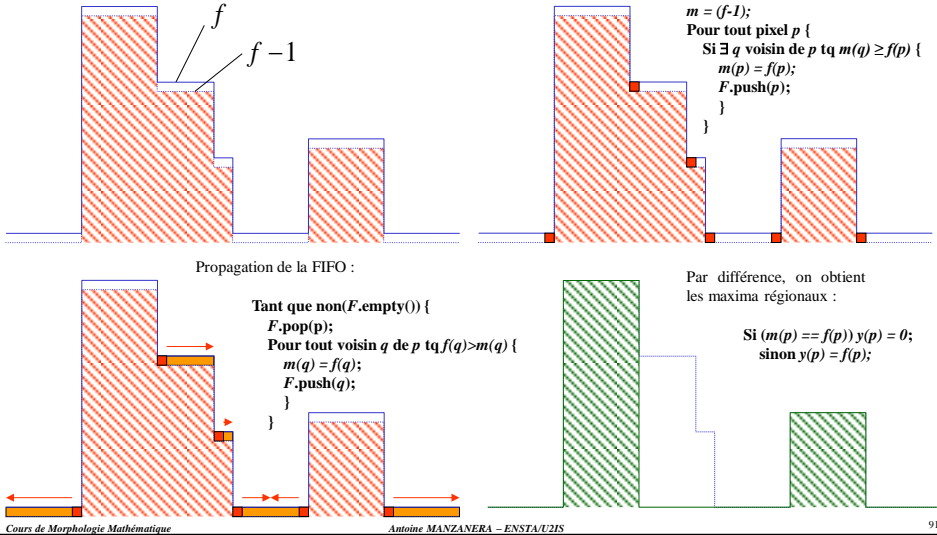 f
f − 1
m = (f-1);
Pour tout pixel p {
Si ∃ q voisin de p tq m(q) ≥ f(p) {
m(p) = f(p);
F.push(p);
}
}
Propagation de la FIFO :
Tant que non(F.empty()) {
F.pop(p);
Pour tout voisin q de p tq f(q)>m(q) {
m(q) = f(q);
F.push(q);
}
}
Par différence, on obtient
les maxima régionaux :
Si (m(p) == f(p)) y(p) = 0;
sinon y(p) = f(p);
Cours de Morphologie Mathématique
Antoine MANZANERA – ENSTA/U2IS
91